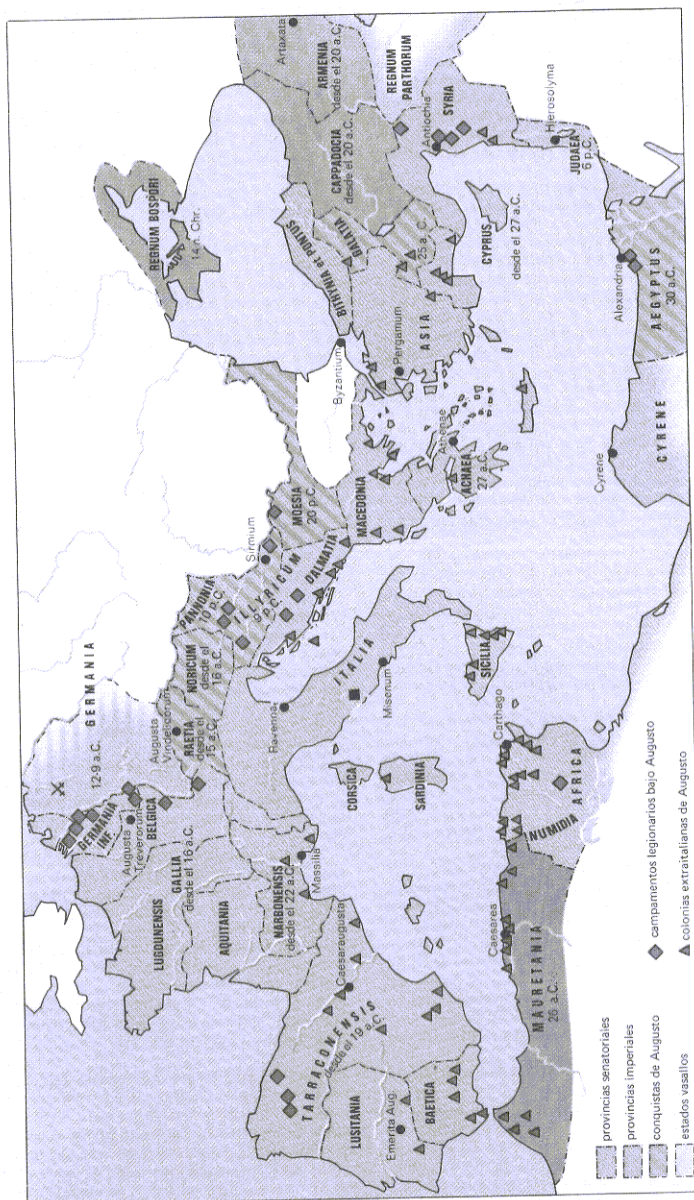 GERMANIA
12-9 a.C.
GERMANIA
INF.
BELGICA
Augusta
Treverorum
LUGDUNENSIS
GALLIA
desde el 16 a.C.
AQUITANIA
NARBONENSIS
desde el 22 a.C.
Massilia
Augusta
Vindelicorum
RAETIA
desde el
15 a.C.
NORICUM
desde el
16 a.C.
PANNONIA
10 p.C.
ILLYRICUM
9 p.C.
DALMATIA
Sirmium
MOESIA
20 p.C.
MACEDONIA
ACHAEA
27 a.C.
Athenae
Byzantium
REGNUM BOSPORI
14 n. Chr.
BITHYNIA et PONTUS
GALATIA
25 a.C.
ASIA
Pergamum
CAPPADOCIA
desde el 20 a.C.
ARMENIA
desde el 20 a.C.
Artaxata
REGNUM
PARTHORUM
SYRIA
Antiochia
CYPRUS
desde el 27 a.C.
Hierosolyma
JUDAEA
6 p.C.
Alexandria
AEGYPTUS
30 a.C.
CYRENE
Cyrene
ITALIA
Ravenna
Misenum
CORSICA
SARDINIA
SICILIA
Carthago
AFRICA
NUMIDIA
Caesarea
MAURETANIA
26 a.C.
TARRACONENSIS
desde el 19 a.C.
Caesaraugusta
LUSITANIA
Emerita Aug.
BAETICA
provincias senatoriales
provincias imperiales
conquistas de Augusto
estados vasallos
campamentos legionarios bajo Augusto
colonias extraitalianas de Augusto